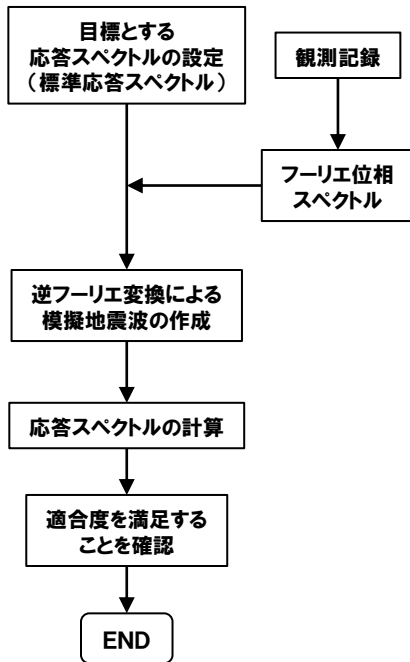 目標とする
応答スペクトルの設定
（標準応答スペクトル）
観測記録
フーリエ位相
スペクトル
逆フーリエ変換による
模擬地震波の作成
応答スペクトルの計算
適合度を満足する
ことを確認
END